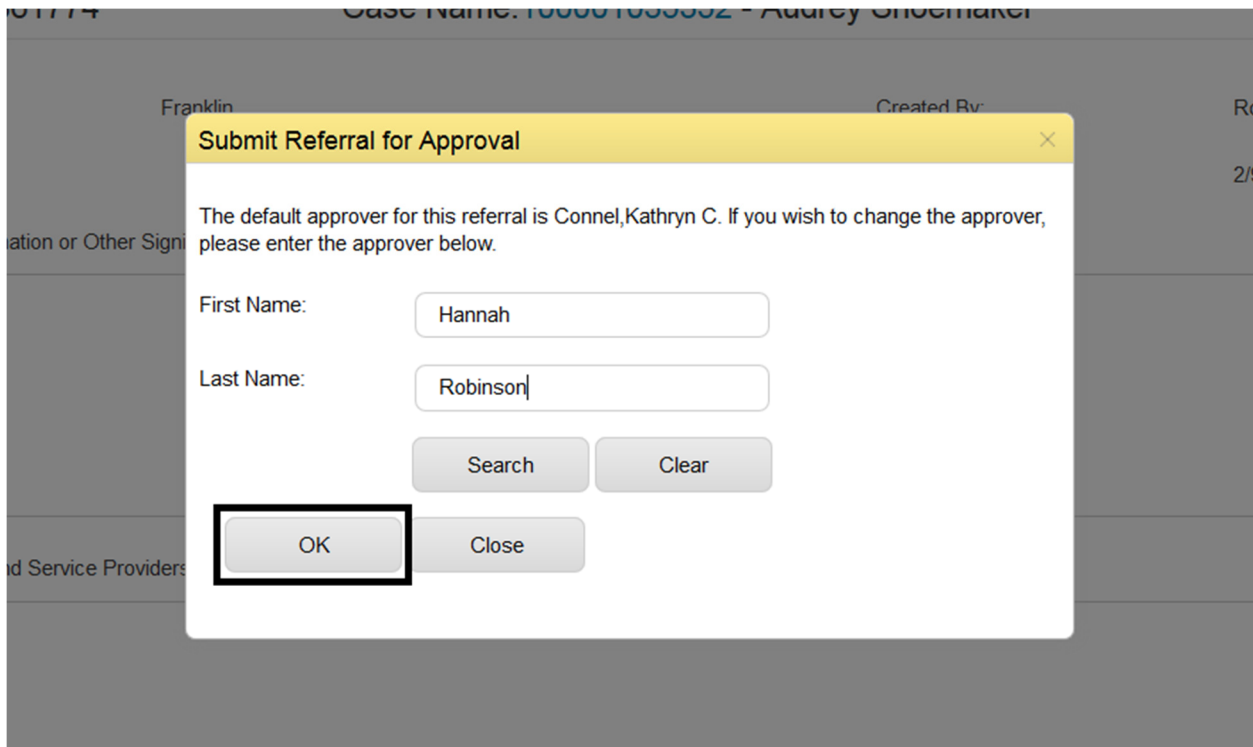 Case Name: - Audrey Shoemaker
Franklin
Created By:
Submit Referral for Approval
The default approver for this referral is Connel,Kathryn C. If you wish to change the approver,
please enter the approver below.
ation or Other Signi
First Name:
Hannah
Last Name:
Robinson
Search Clear
OK Close
nd Service Providers